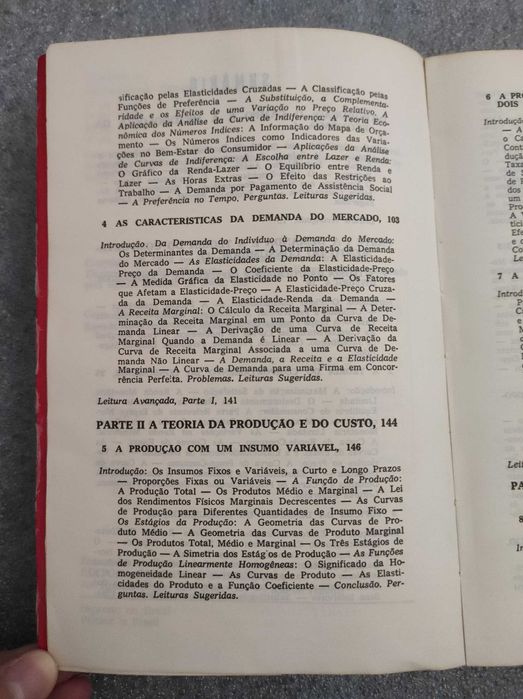 sificação pelas Elasticidades Cruzadas — A Classificação pelas
Funções de Preferência — A Substituição, a Complementa-
ridade e os Efeitos de uma Variação no Preço Relativo. A
Aplicação da Análise da Curva de Indiferença: A Teoria Eco-
nômica dos Números Indices: A Informação do Mapa de Orça-
mento — Os Números Indices como Indicadores das Varia-
ções no Bem-Estar do Consumidor — Aplicações da Análise
de Curvas de Indiferença: A Escolha entre Lazer e Renda:
O Gráfico da Renda-Lazer — O Equilíbrio entre Renda e
Lazer — As Horas Extras — O Efeito das Restrições ao
Trabalho — A Demanda por Pagamento de Assistência Social
— A Preferência no Tempo. Perguntas. Leituras Sugeridas.
4 AS CARACTERISTICAS DA DEMANDA DO MERCADO, 103
Introdução. Da Demanda do Indivíduo à Demanda do Mercado:
Os Determinantes da Demanda — A Determinação da Demanda
do Mercado — As Elasticidades da Demanda: A Elasticidade-
Preço da Demanda — O Coeficiente da Elasticidade-Preço
— A Medida Gráfica da Elasticidade no Ponto — Os Fatores
que Afetam a Elasticidade-Preço — A Elasticidade-Preço Cruza-
da da Demanda — A Elasticidade-Renda da Demanda —
A Receita Marginal: O Cálculo da Receita Marginal — A Deter-
minação da Receita Marginal em um Ponto da Curva de De-
manda Linear — A Derivação de uma Curva de Receita
Marginal Quando a Demanda é Linear — A Derivação da
Curva de Receita Marginal Associada a uma Curva de De-
manda Não Linear — A Demanda, a Receita e a Elasticidade
Marginal — A Curva de Demanda para uma Firma em Concor-
rência Perfeita. Problemas. Leituras Sugeridas.
Leitura Avançada, Parte I, 141
PARTE II A TEORIA DA PRODUÇÃO E DO CUSTO, 144
5 A PRODUÇÃO COM UM INSUMO VARIAVEL, 146
Introdução: Os Insumos Fixos e Variáveis, a Curto e Longo Prazos
— Proporções Fixas ou Variáveis — A Função de Produção:
A Produção Total — Os Produtos Médio e Marginal — A Lei
dos Rendimentos Físicos Marginais Decrescentes — As Curvas
de Produção para Diferentes Quantidades de Insumo Fixo —
Os Estágios da Produção: A Geometria das Curvas de Pro-
duto Médio — A Geometria das Curvas de Produto Marginal
— Os Produtos Total, Médio e Marginal — Os Três Estágios de
Produção — A Simetria dos Estágios de Produção — As Funções
de Produção Linearmente Homogêneas: O Significado da Ho-
mogeneidade Linear — As Curvas de Produto — As Elasti-
cidades do Produto e a Função Coeficiente — Conclusão. Per-
guntas. Leituras Sugeridas.
6 A PRO
DOIS
Introdução
7 A